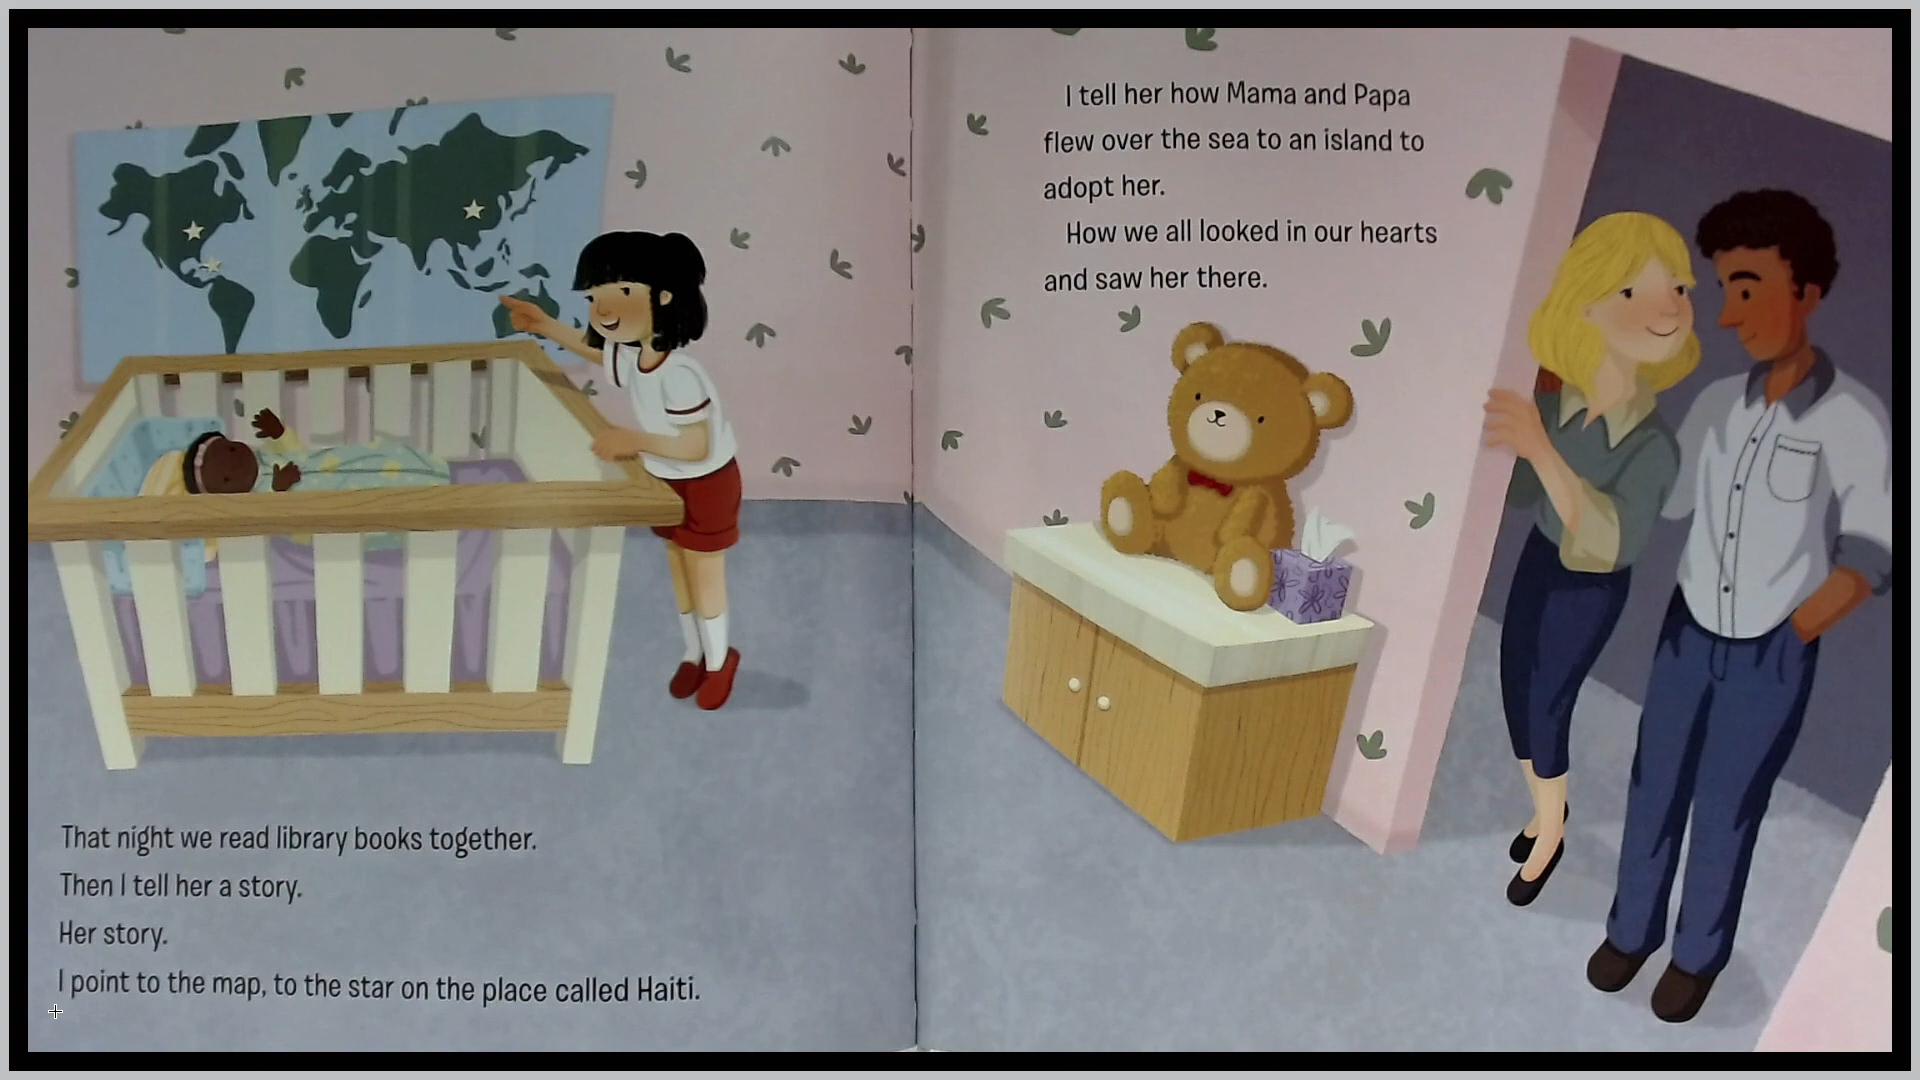 That night we read library books together.
Then I tell her a story.
Her story.
I point to the map, to the star on the place called Haiti.
I tell her how Mama and Papa
flew over the sea to an island to
adopt her.
How we all looked in our hearts
and saw her there.